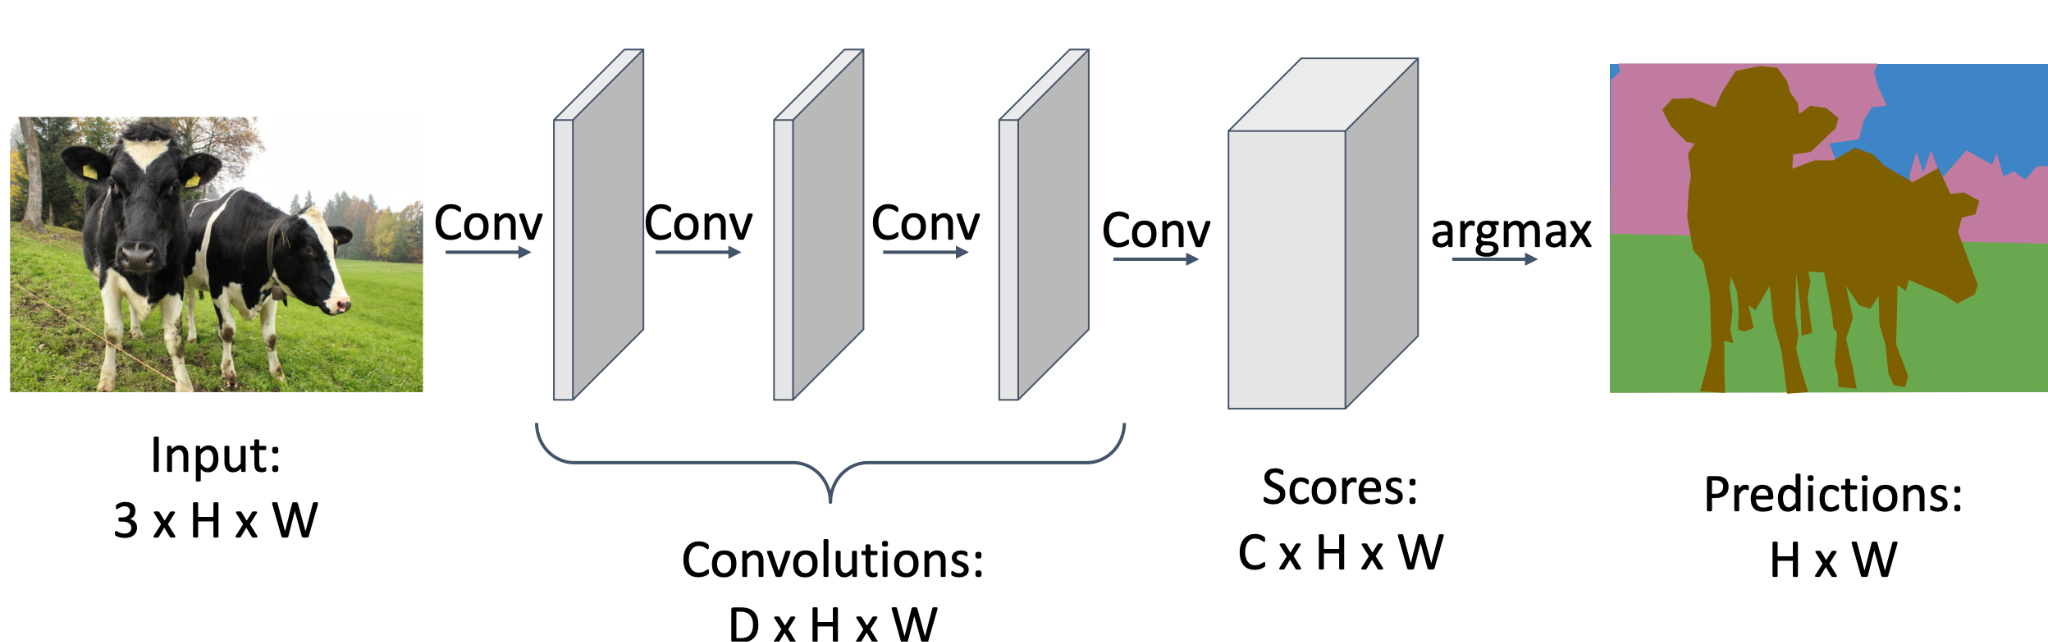 Conv
Conv
Conv
Conv
argmax
Input:
3 x H x W
Convolutions:
D x H x W
Scores:
C x H x W
Predictions:
H x W